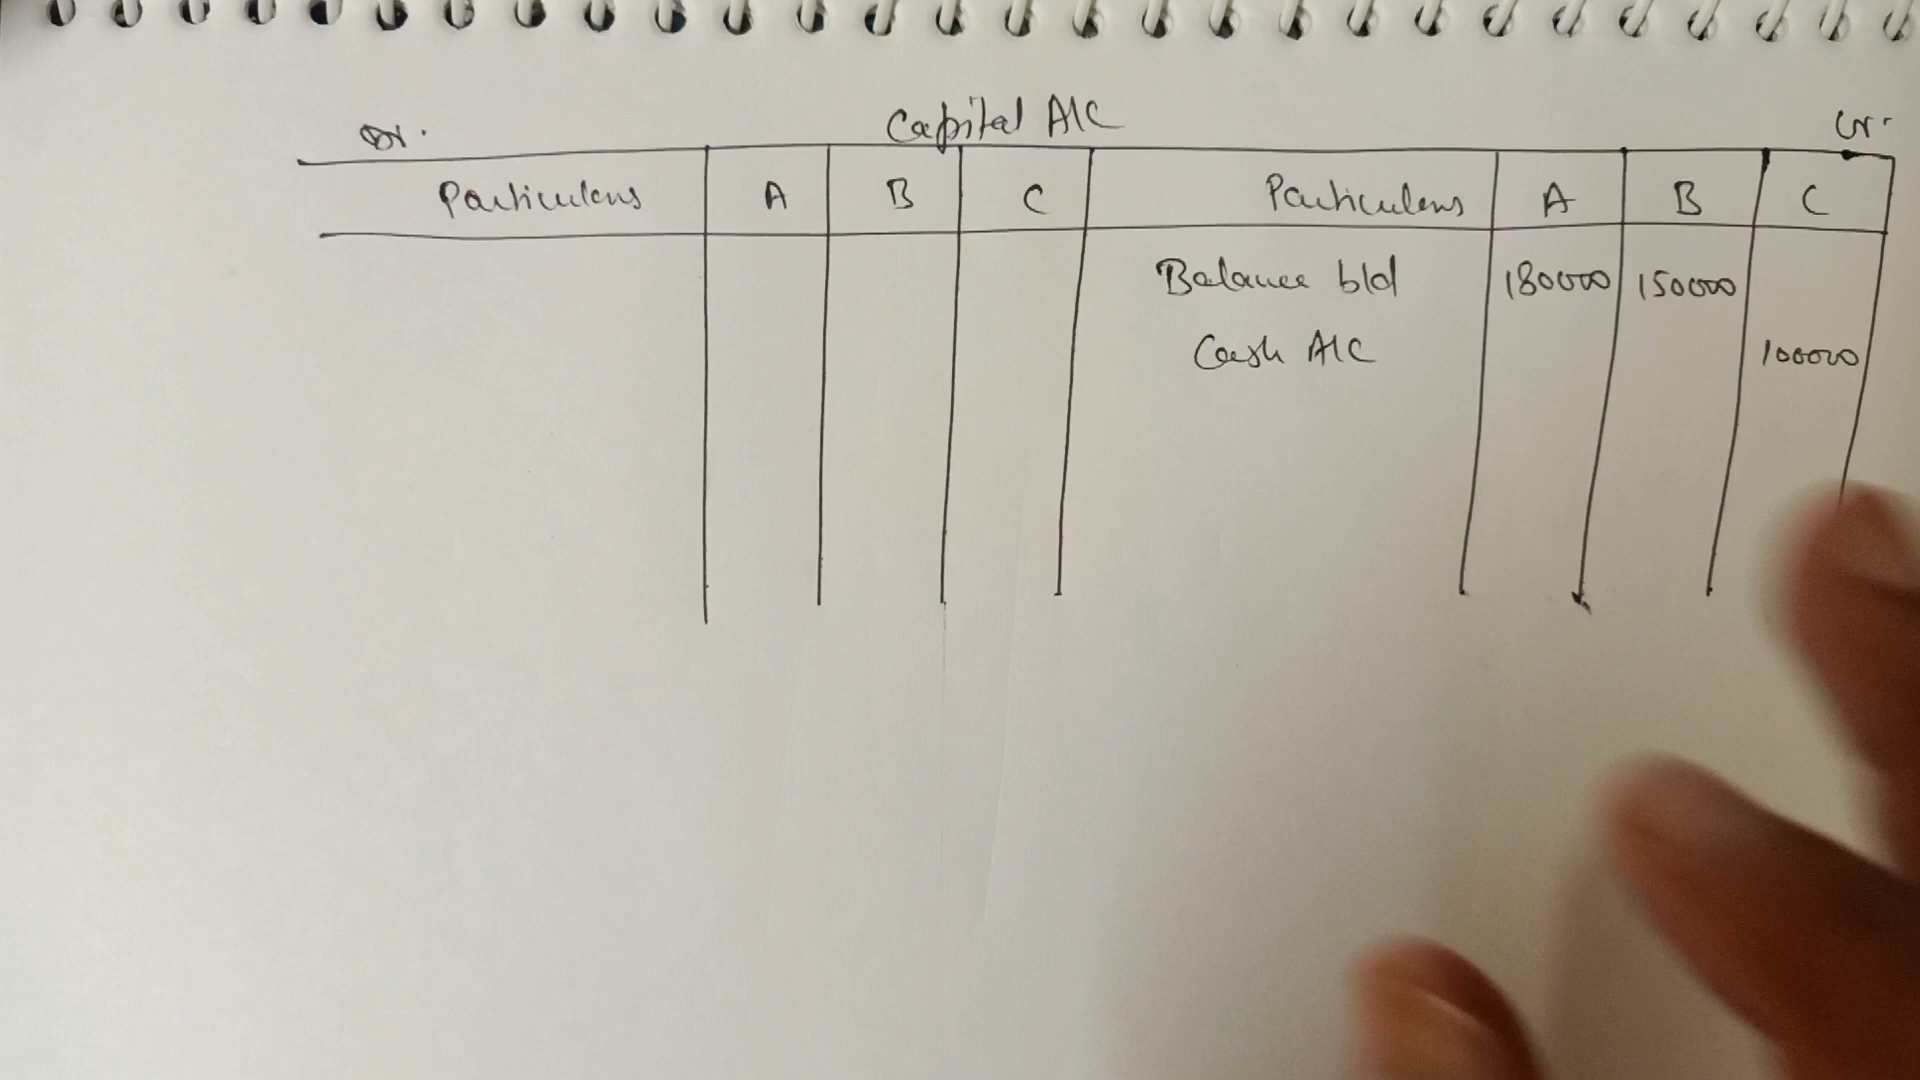 Dr. Capital A/C Cr.
Particulars A B C Particulars A B C
Balance b/d 180000 150000
Cash A/C 100000